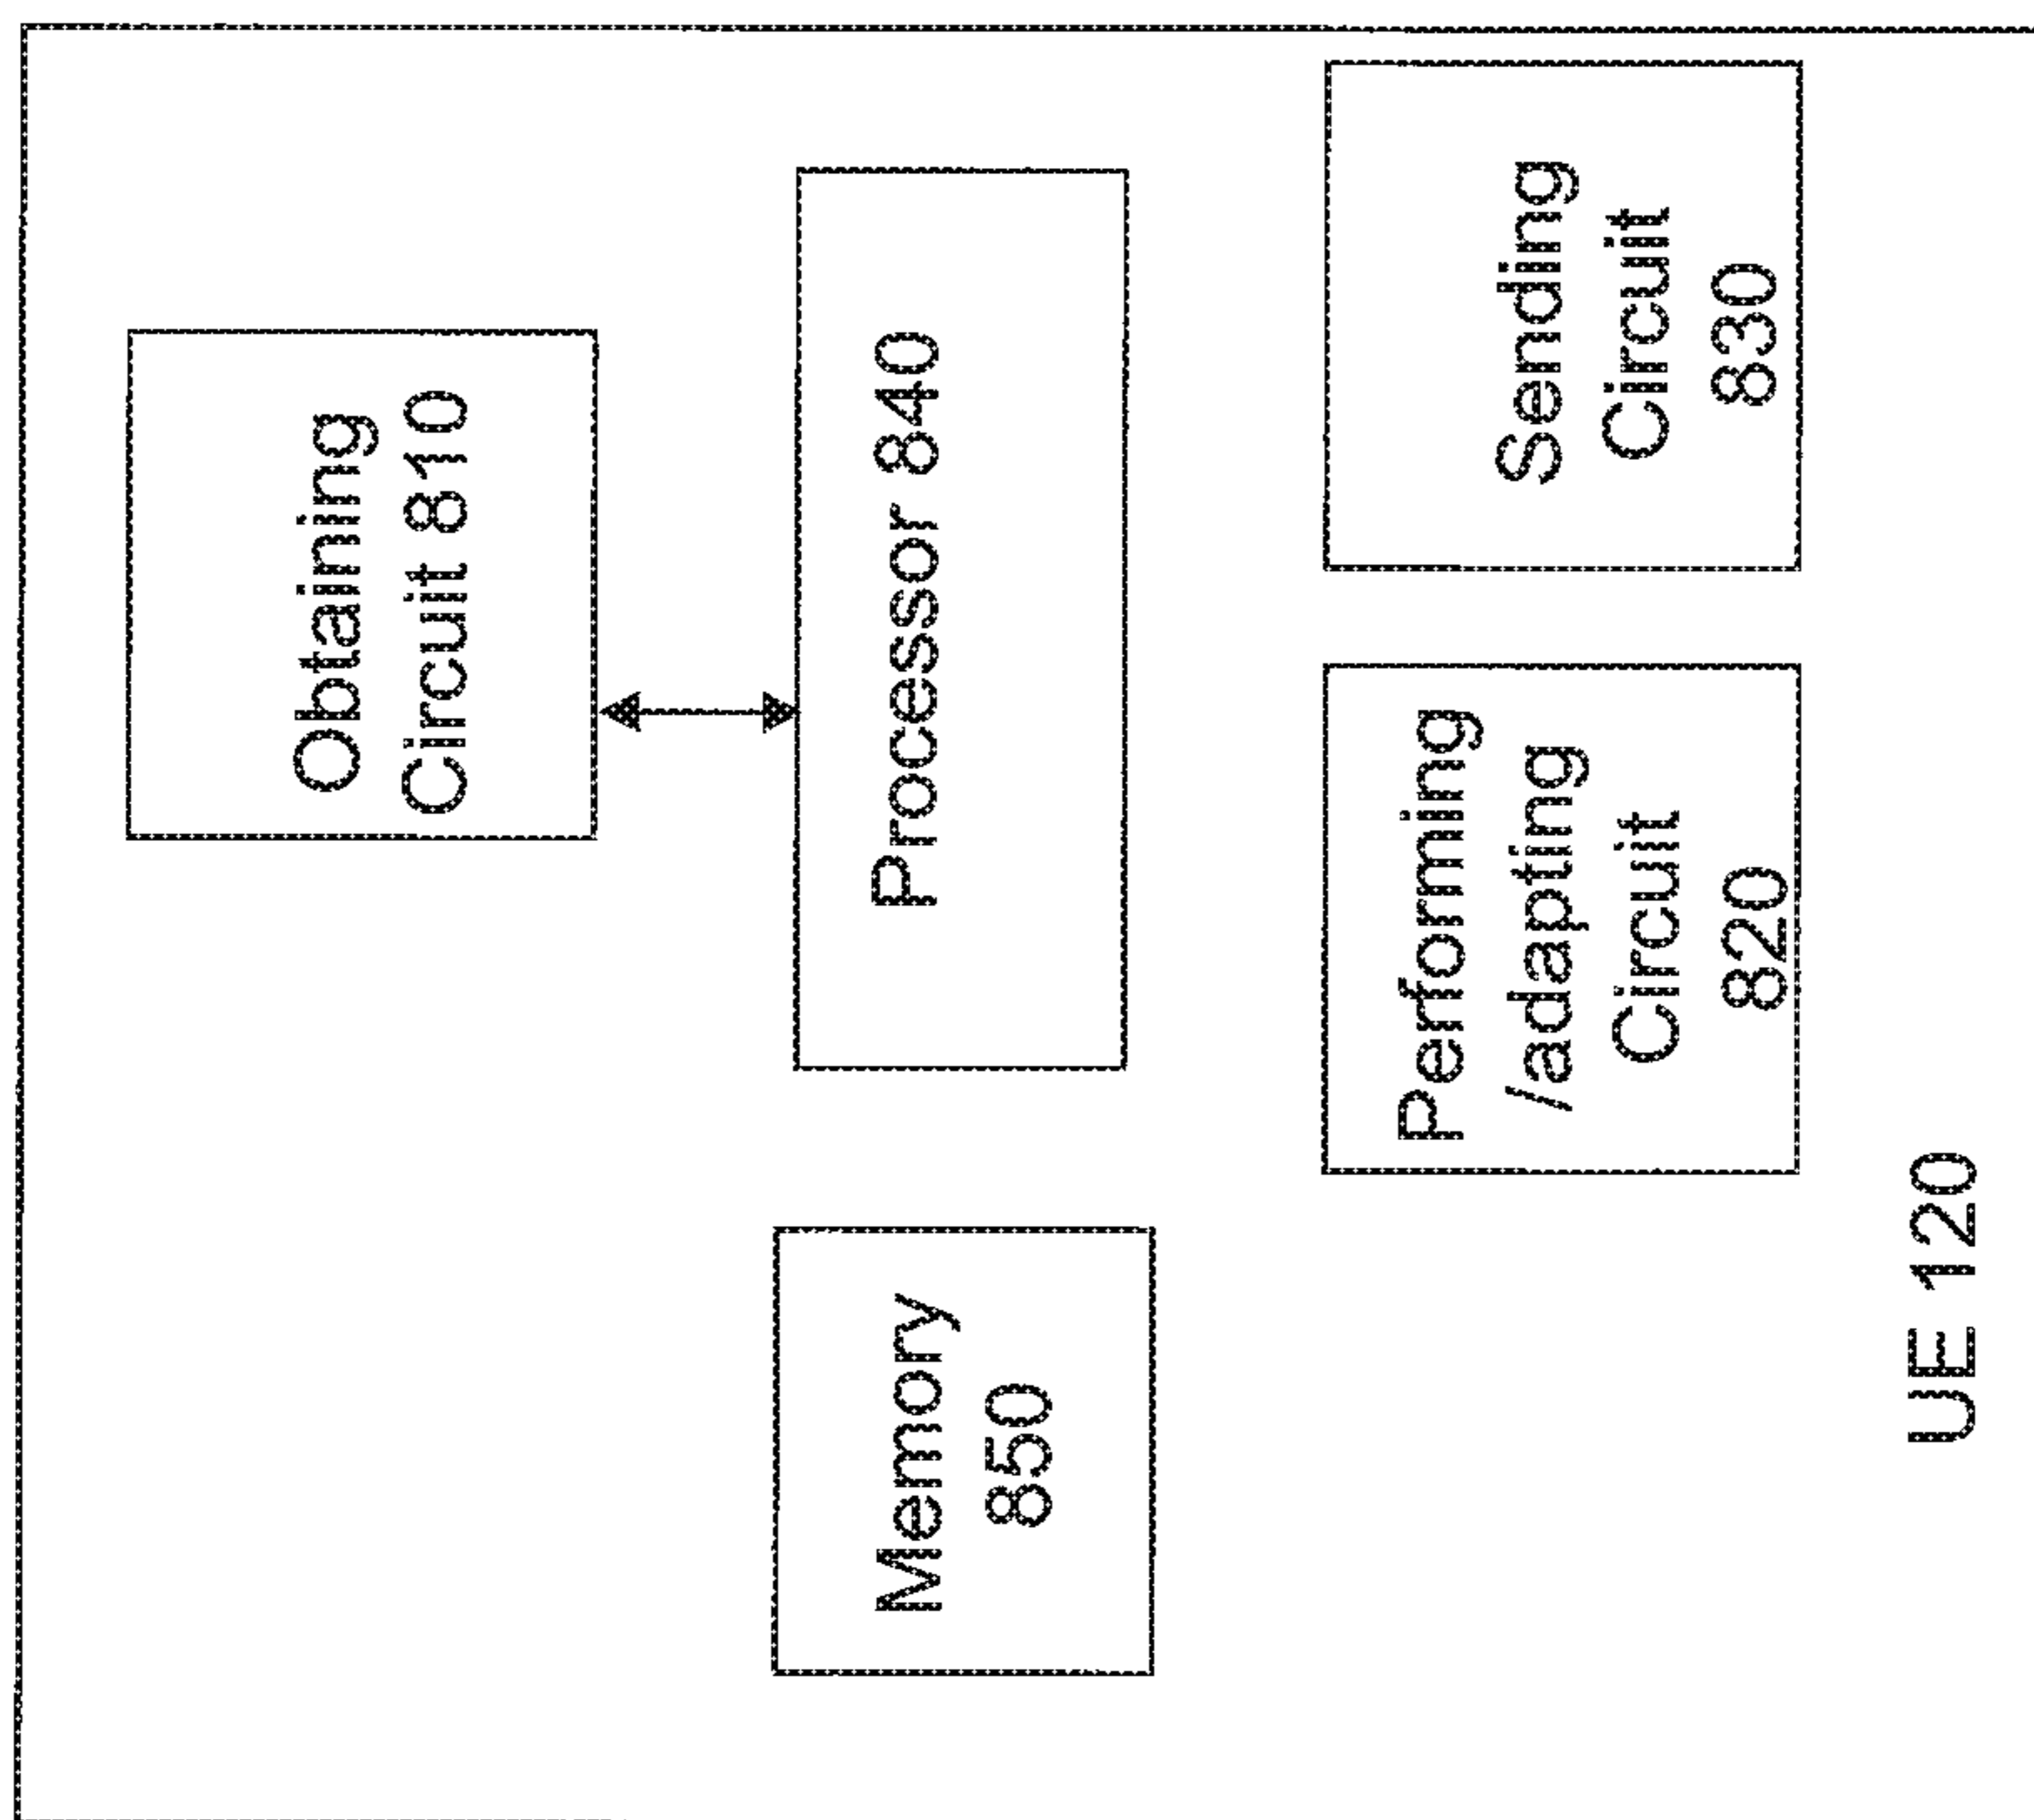 Obtaining
Circuit 810
Processor 840
Memory
850
Performing
/adapting
Circuit
820
Sending
Circuit
830
UE 120